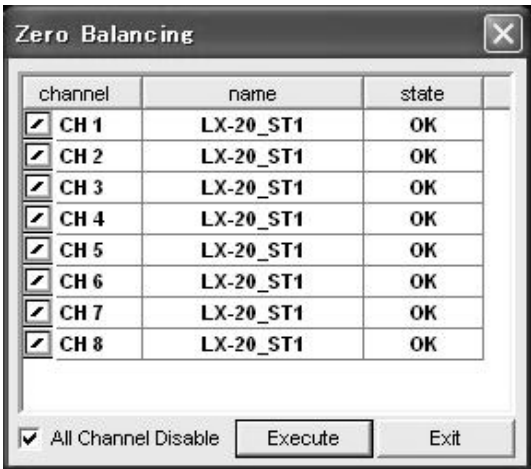 Zero Balancing
channel name state
CH 1 LX-20_ST1 OK
CH 2 LX-20_ST1 OK
CH 3 LX-20_ST1 OK
CH 4 LX-20_ST1 OK
CH 5 LX-20_ST1 OK
CH 6 LX-20_ST1 OK
CH 7 LX-20_ST1 OK
CH 8 LX-20_ST1 OK
All Channel Disable Execute Exit